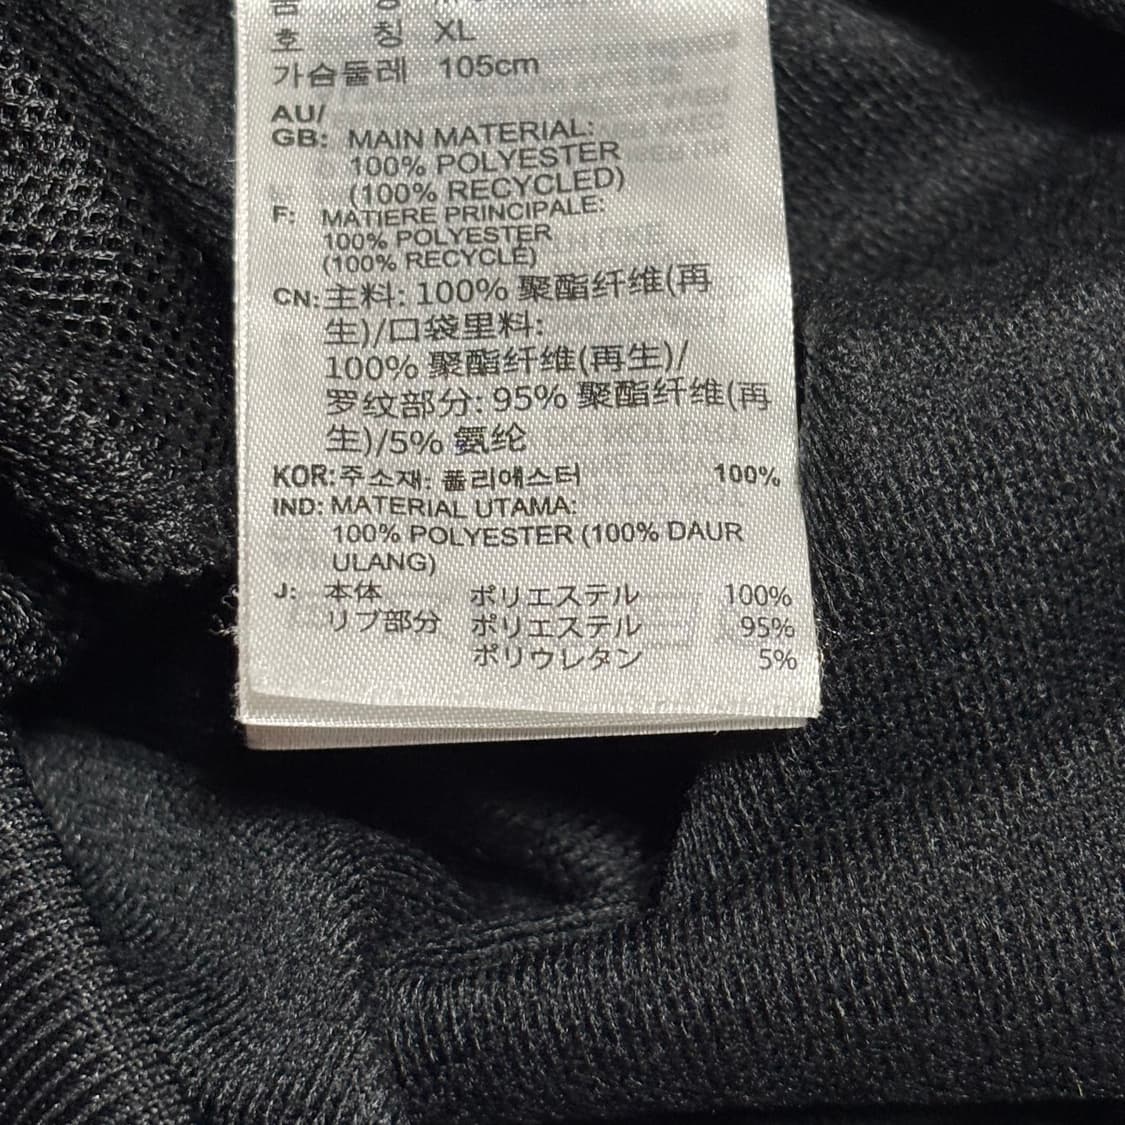 호 칭 XL
가슴둘레 105cm
AU/
GB: MAIN MATERIAL:
100% POLYESTER
(100% RECYCLED)
F: MATIERE PRINCIPALE:
100% POLYESTER
(100% RECYCLÉ)
CN:主料: 100% 聚酯纤维(再
生)/口袋里料:
100% 聚酯纤维(再生)/
罗纹部分: 95% 聚酯纤维(再
生)/5% 氨纶
KOR:주소재: 폴리에스터 100%
IND: MATERIAL UTAMA:
100% POLYESTER (100% DAUR
ULANG)
J: 本体 ポリエステル 100%
リブ部分 ポリエステル 95%
ポリウレタン 5%